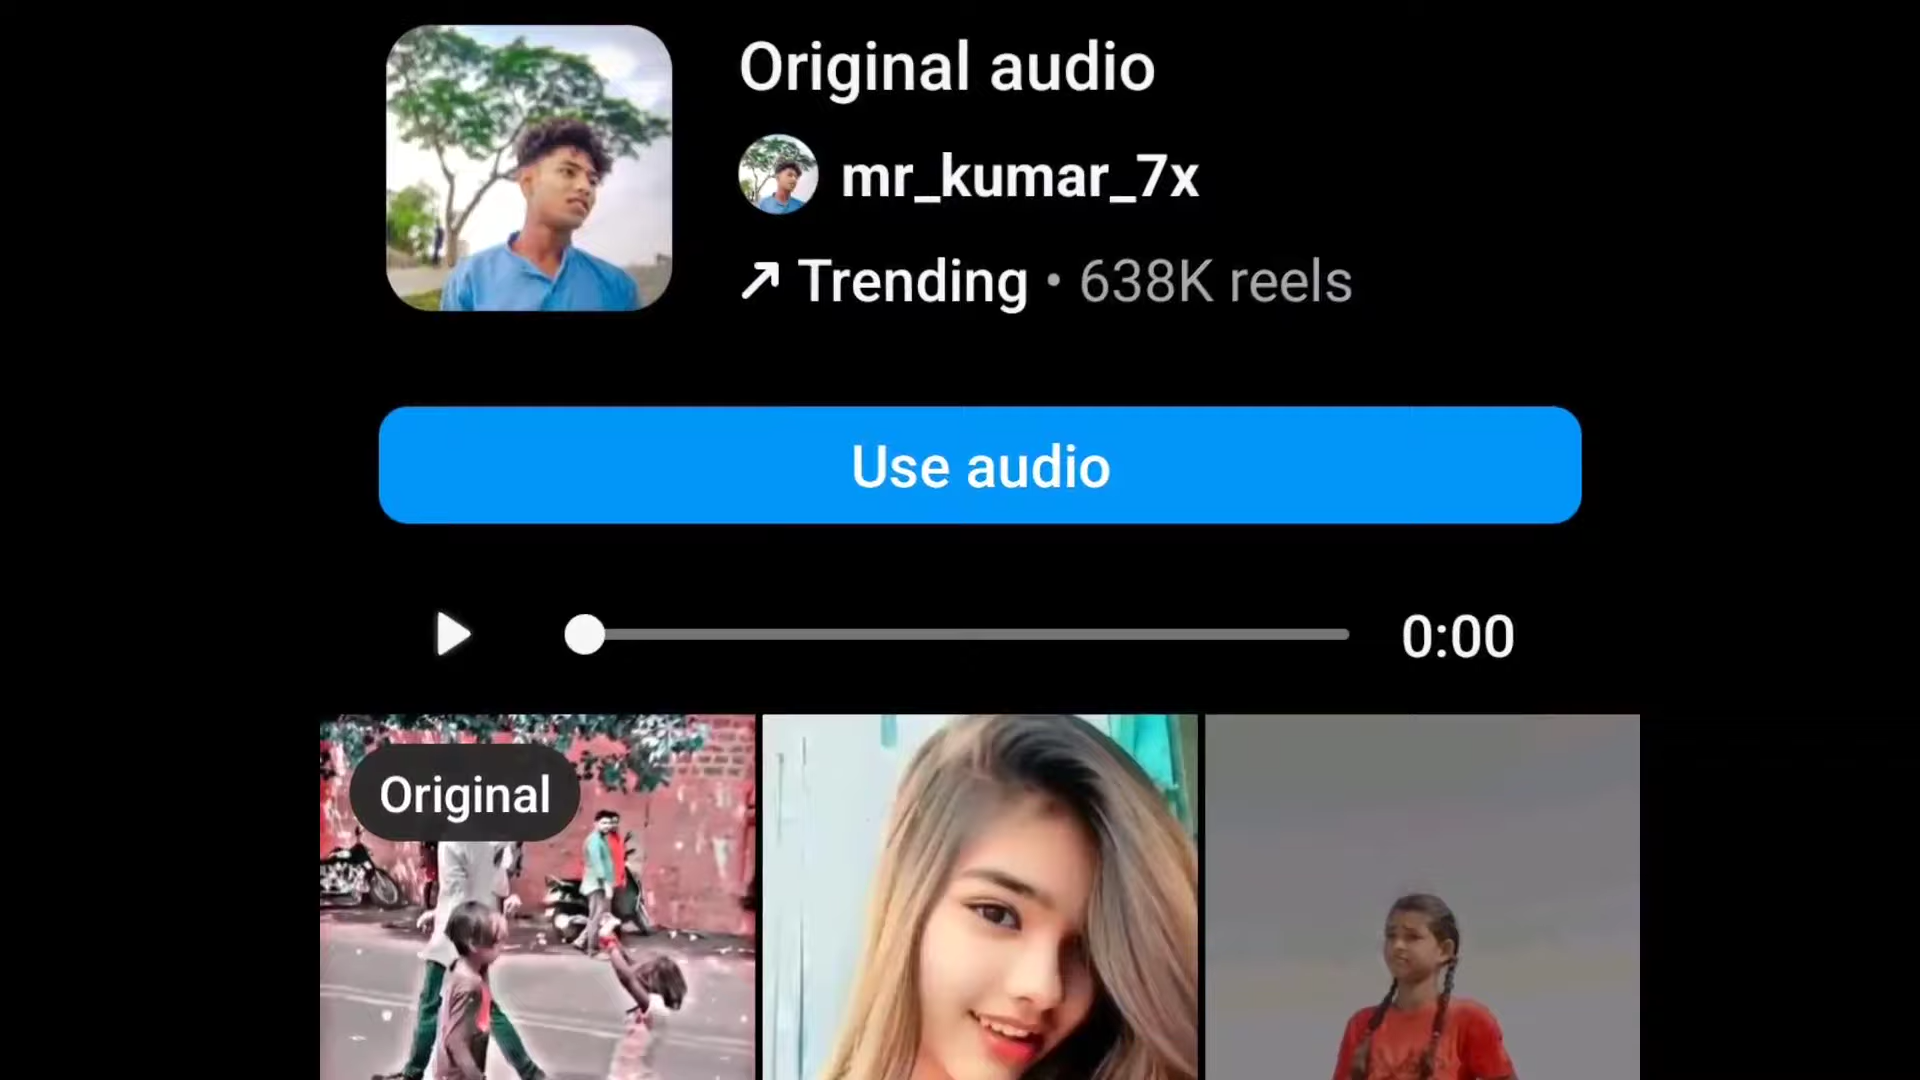 Original audio
mr_kumar_7x
Trending • 638K reels
Use audio
0:00
Original